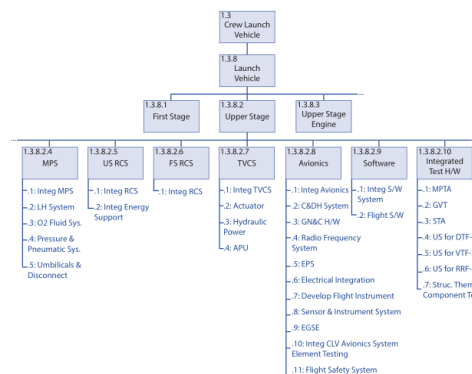 1.3
Crew Launch
Vehicle
1.3.8
Launch
Vehicle
1.3.8.1
First Stage
1.3.8.2
Upper Stage
1.3.8.3
Upper Stage
Engine
1.3.8.2.4
MPS
.1: Integ MPS
.2: LH System
.3: O2 Fluid Sys.
.4: Pressure &
Pneumatic Sys.
.5: Umbilicals &
Disconnect
1.3.8.2.5
US RCS
.1: Integ RCS
.2: Integ Energy
Support
1.3.8.2.6
FS RCS
.1: Integ RCS
1.3.8.2.7
TVCS
.1: Integ TVCS
.2: Actuator
.3: Hydraulic
Power
.4: APU
1.3.8.2.8
Avionics
.1: Integ Avionics
.2: C&DH System
.3: GN&C H/W
.4: Radio Frequency
System
.5: EPS
.6: Electrical Integration
.7: Develop Flight Instrument
.8: Sensor & Instrument System
.9: EGSE
.10: Integ CLV Avionics System
Element Testing
.11: Flight Safety System
1.3.8.2.9
Software
.1: Integ S/W
System
.2: Flight S/W
1.3.8.2.10
Integrated
Test H/W
.1: MPTA
.2: GVT
.3: STA
.4: US for DTF-
.5: US for VTF-
.6: US for RRF-
.7: Struc. Therm
Component Te